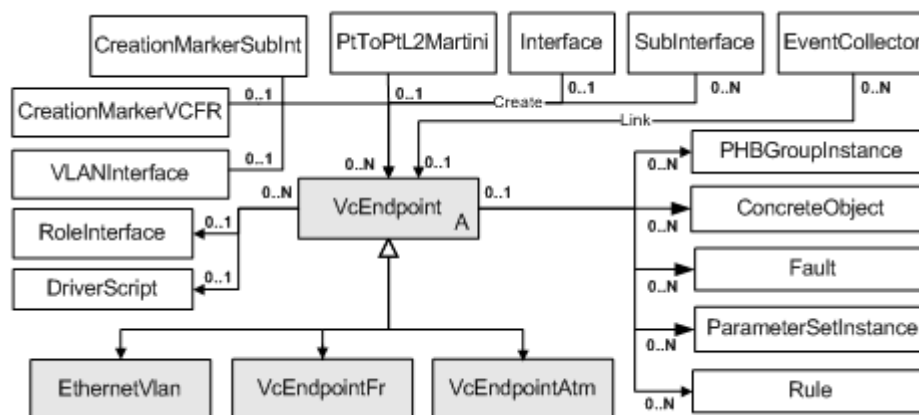 CreationMarkerSubInt
PtToPtL2Martini
Interface
SubInterface
EventCollector
0..1
0..1
0..1
0..N
0..N
CreationMarkerVCFR
Create
Link
VLANInterface
0..1
0..N
0..1
PHBGroupInstance
0..N
RoleInterface
0..1
0..N
VcEndpoint
A
0..1
ConcreteObject
0..N
DriverScript
0..1
Fault
0..N
ParameterSetInstance
0..N
EthernetVlan
VcEndpointFr
VcEndpointAtm
Rule
0..N